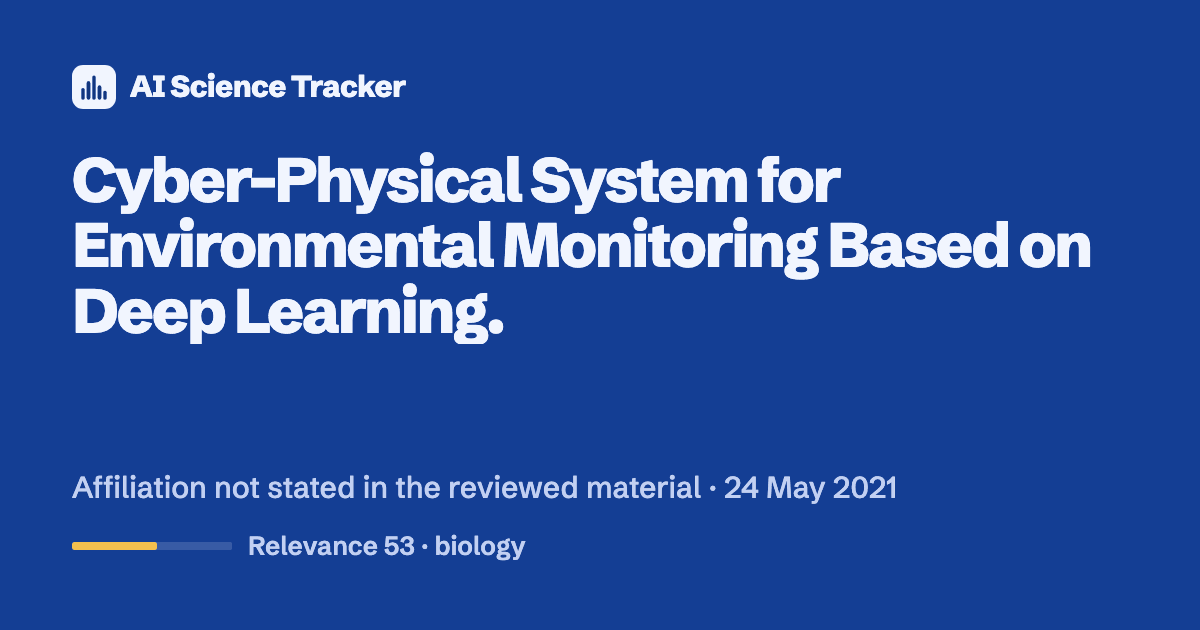 AI Science Tracker
Cyber-Physical System for
Environmental Monitoring Based on
Deep Learning.
Affiliation not stated in the reviewed material · 24 May 2021
Relevance 53 · biology